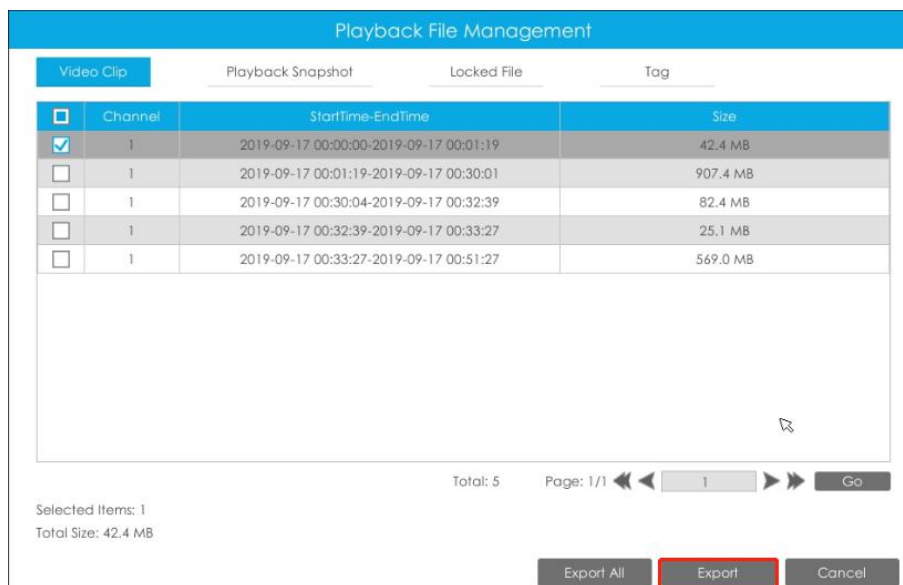 Playback File Management
Video Clip Playback Snapshot Locked File Tag
Channel StartTime-EndTime Size
1 2019-09-17 00:00:00-2019-09-17 00:01:19 42.4 MB
1 2019-09-17 00:01:19-2019-09-17 00:30:01 907.4 MB
1 2019-09-17 00:30:04-2019-09-17 00:32:39 82.4 MB
1 2019-09-17 00:32:39-2019-09-17 00:33:27 25.1 MB
1 2019-09-17 00:33:27-2019-09-17 00:51:27 569.0 MB
Total: 5 Page: 1/1 1 Go
Selected Items: 1
Total Size: 42.4 MB
Export All Export Cancel